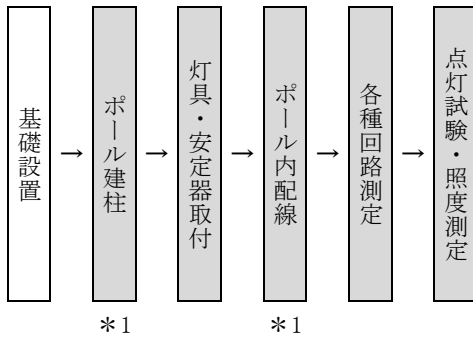 基礎設置
→
ポール建柱
→
灯具・安定器取付
→
ポール内配線
→
各種回路測定
→
点灯試験・照度測定
*1
*1